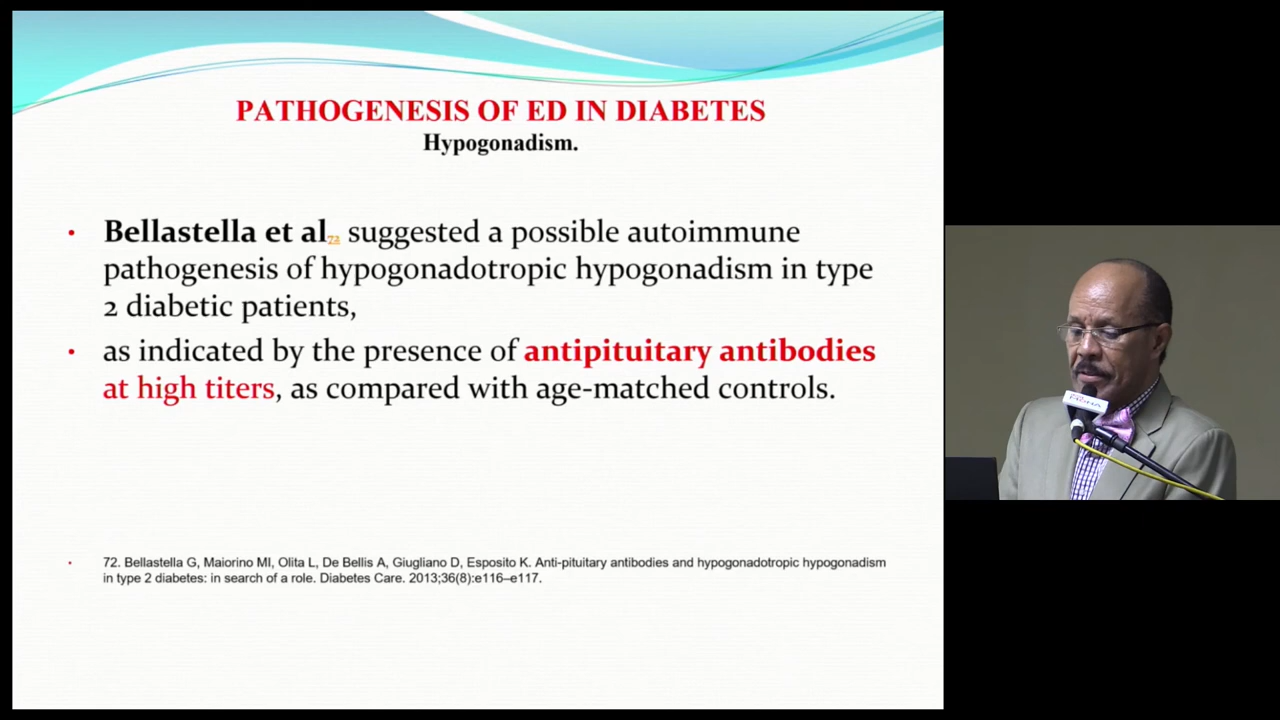 PATHOGENESIS OF ED IN DIABETES
Hypogonadism.
• Bellastella et al72 suggested a possible autoimmune
pathogenesis of hypogonadotropic hypogonadism in type
2 diabetic patients,
• as indicated by the presence of antipituitary antibodies
at high titers, as compared with age-matched controls.
• 72. Bellastella G, Maiorino MI, Olita L, De Bellis A, Giugliano D, Esposito K. Anti-pituitary antibodies and hypogonadotropic hypogonadism
in type 2 diabetes: in search of a role. Diabetes Care. 2013;36(8):e116–e117.